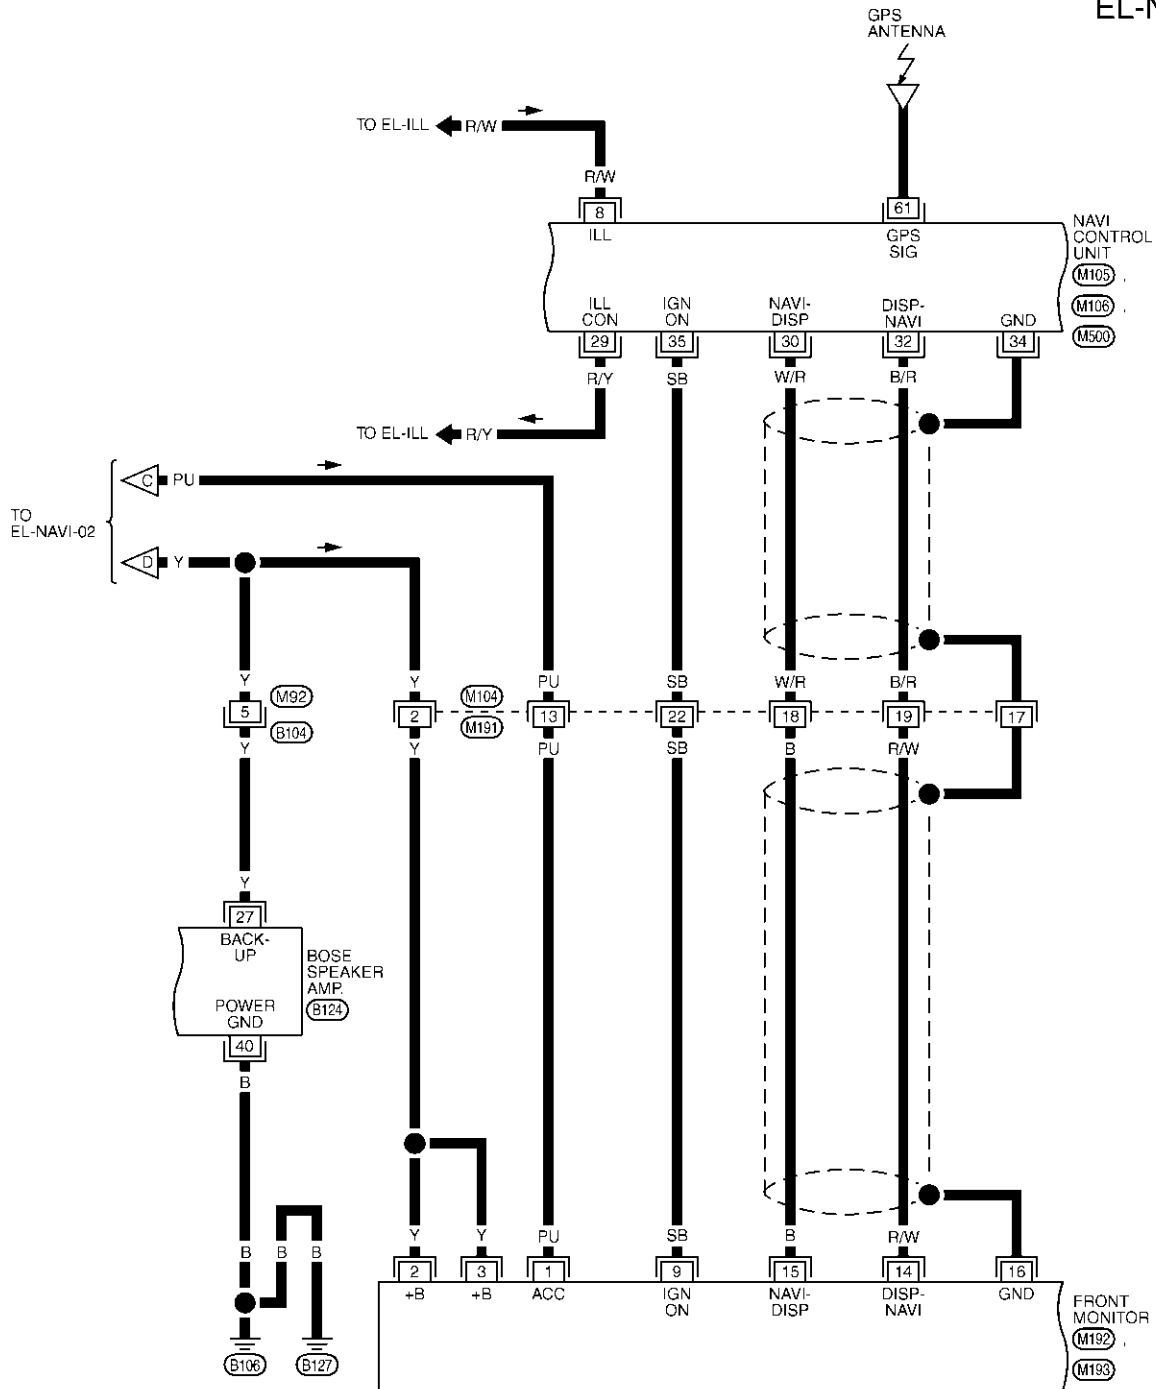 EL-N
GPS
ANTENNA
TO EL-ILL R/W
R/W
8 61
ILL GPS
SIG
NAVI
CONTROL
UNIT
M105 ,
M106 ,
M500
ILL
CON
IGN
ON
NAVI-
DISP
DISP-
NAVI
GND
29 35 30 32 34
R/Y SB W/R B/R
TO EL-ILL R/Y
C PU
TO
EL-NAVI-02
D Y
Y Y PU SB W/R B/R
M92 M104
5 2 13 22 18 19 17
B104 M191
Y Y PU SB B R/W
Y
27
BACK-
UP
BOSE
SPEAKER
AMP.
B124
POWER
GND
40
B
Y Y PU SB B R/W
B B B
2 3 1 9 15 14 16
+B +B ACC IGN
ON
NAVI-
DISP
DISP-
NAVI
GND
FRONT
MONITOR
M192 ,
M193
B106 B127